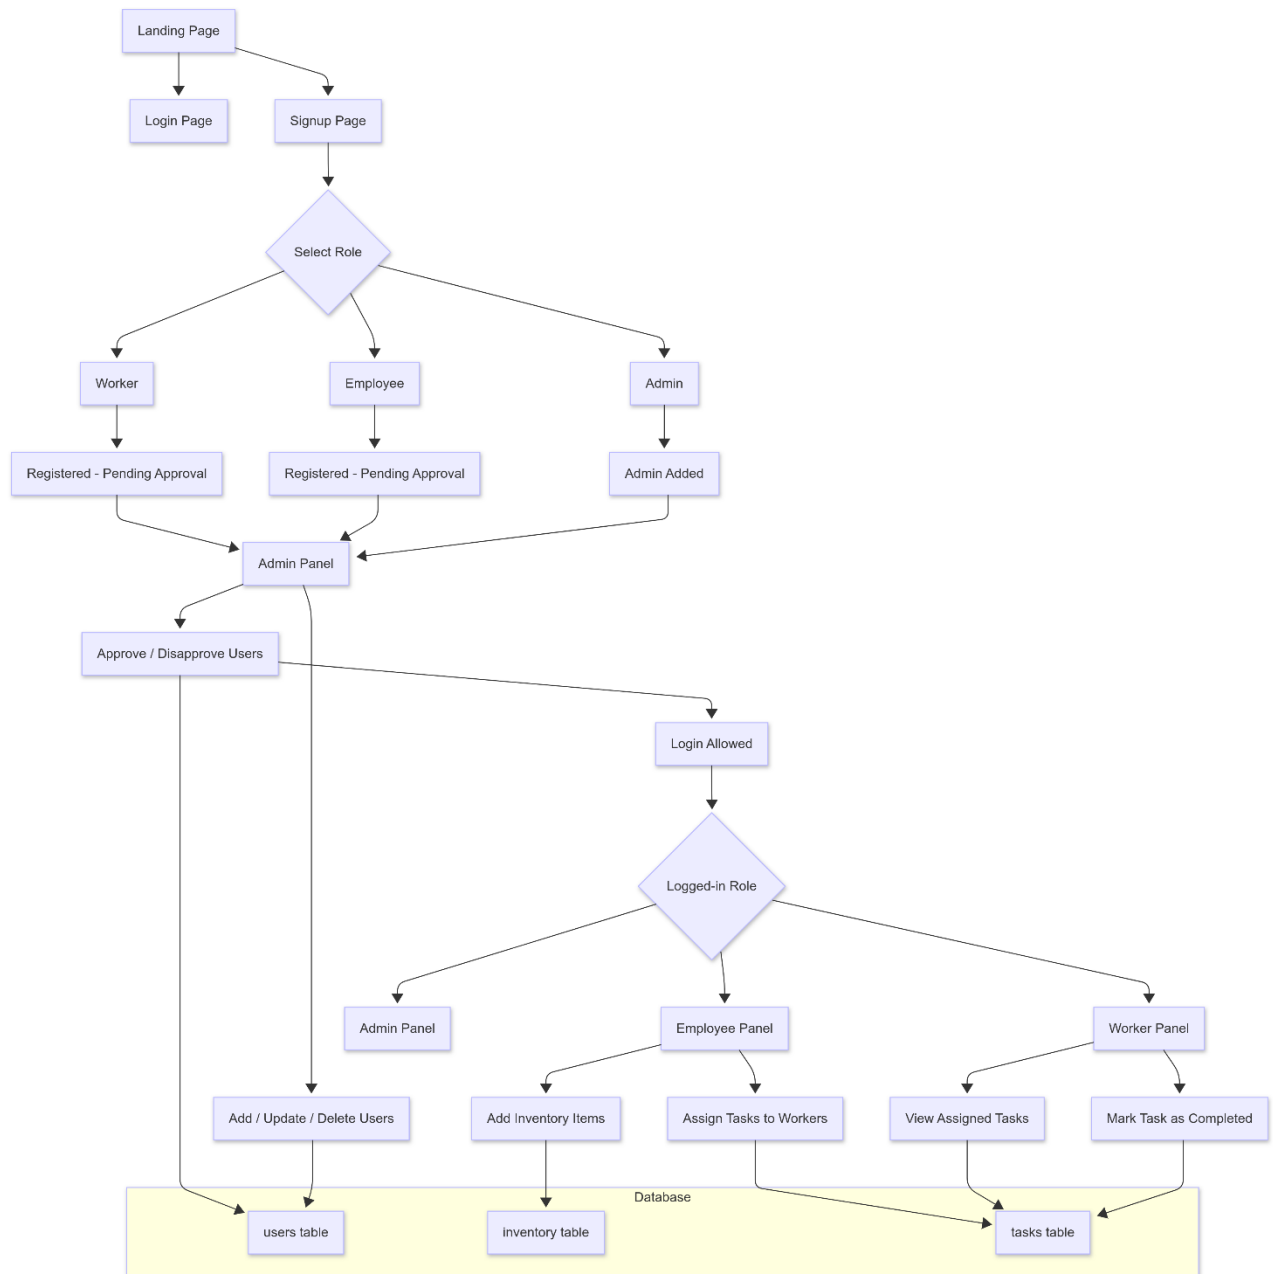 Landing Page
Login Page
Signup Page
Select Role
Worker
Employee
Admin
Registered - Pending Approval
Registered - Pending Approval
Admin Added
Admin Panel
Approve / Disapprove Users
Login Allowed
Logged-in Role
Admin Panel
Employee Panel
Worker Panel
Add / Update / Delete Users
Add Inventory Items
Assign Tasks to Workers
View Assigned Tasks
Mark Task as Completed
Database
users table
inventory table
tasks table